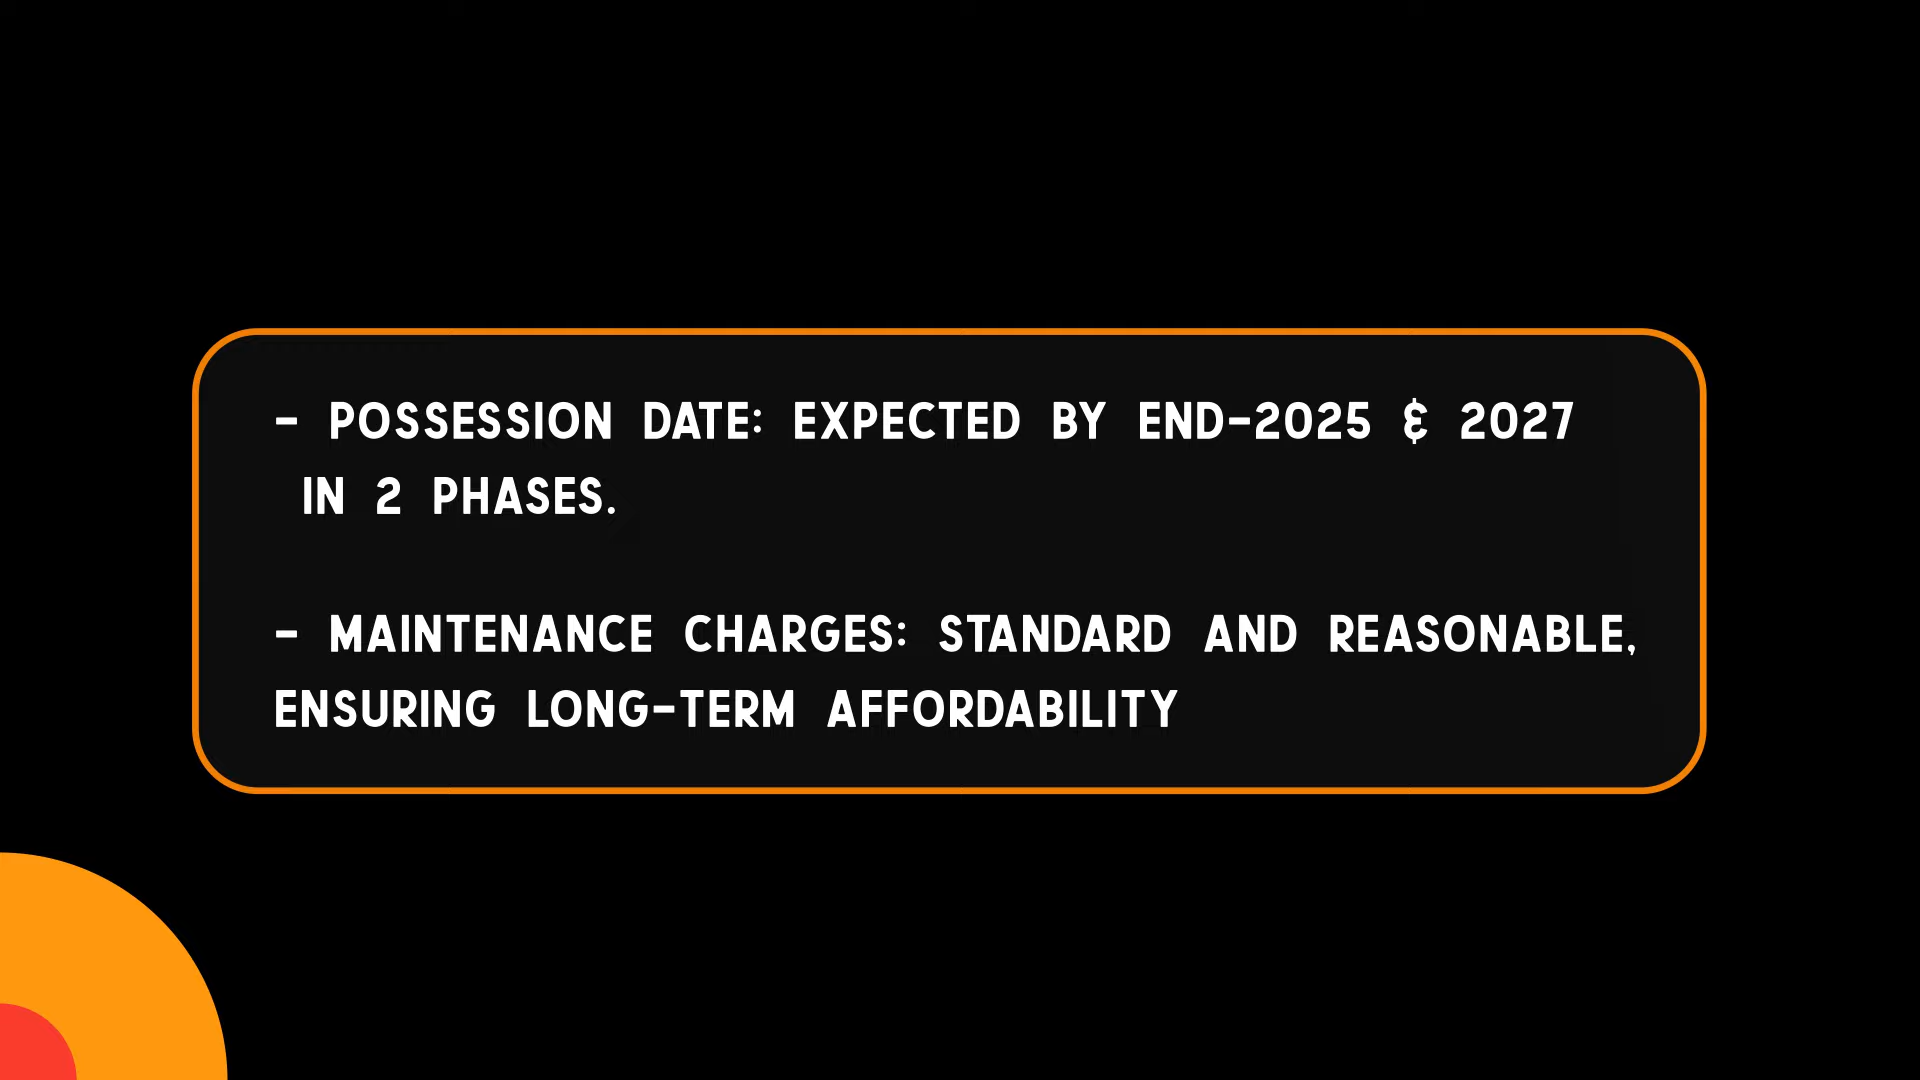 - POSSESSION DATE: EXPECTED BY END-2025 & 2027
IN 2 PHASES.
- MAINTENANCE CHARGES: STANDARD AND REASONABLE,
ENSURING LONG-TERM AFFORDABILITY